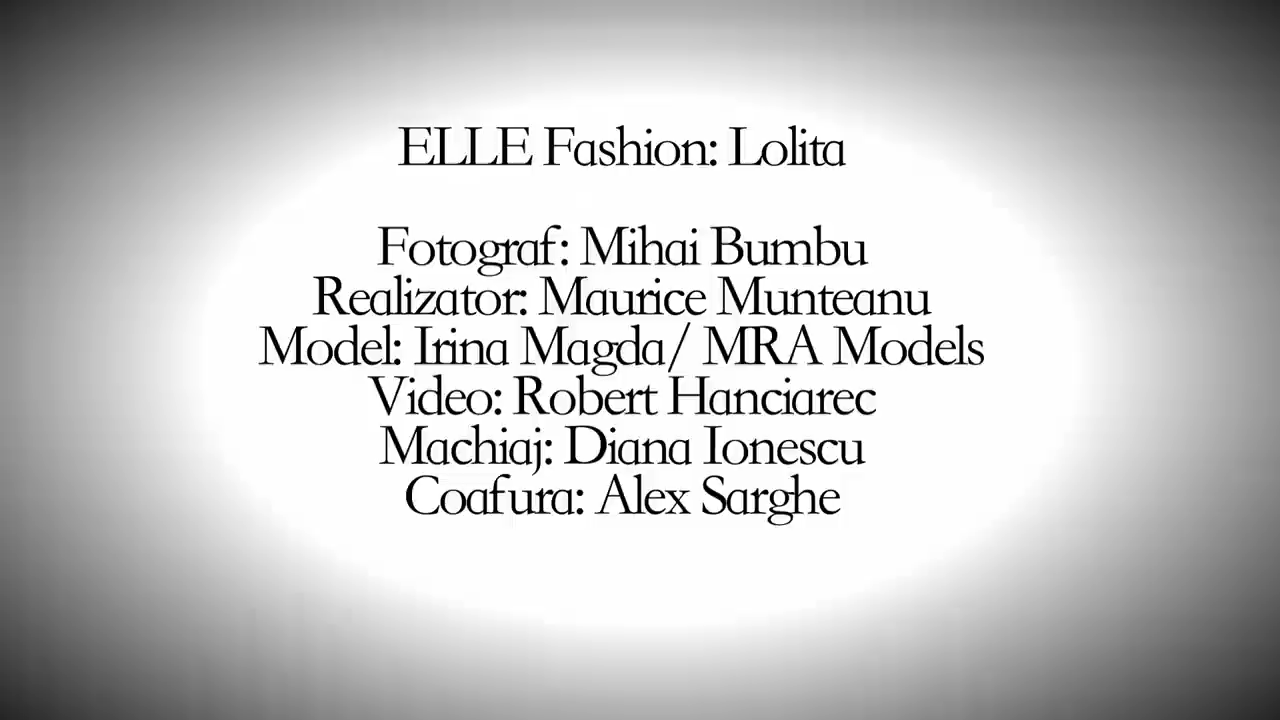 ELLE Fashion: Lolita
Fotograf: Mihai Bumbu
Realizator: Maurice Munteanu
Model: Irina Magda/ MRA Models
Video: Robert Hanciarec
Machiaj: Diana Ionescu
Coafura: Alex Sarghe